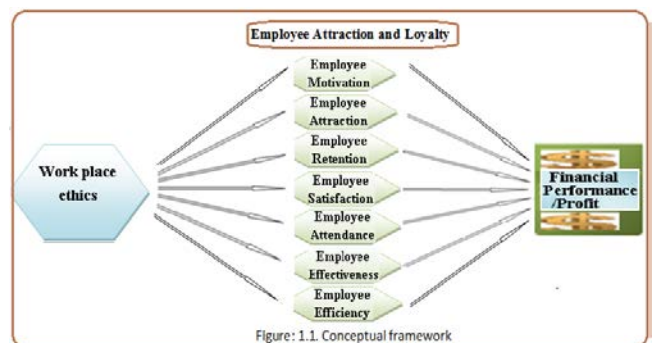 Employee Attraction and Loyalty
Employee
Motivation
Employee
Attraction
Employee
Retention
Employee
Satisfaction
Employee
Attendance
Employee
Effectiveness
Employee
Efficiency
Work place
ethics
Financial
Performance
/Profit
Figure: 1.1. Conceptual framework